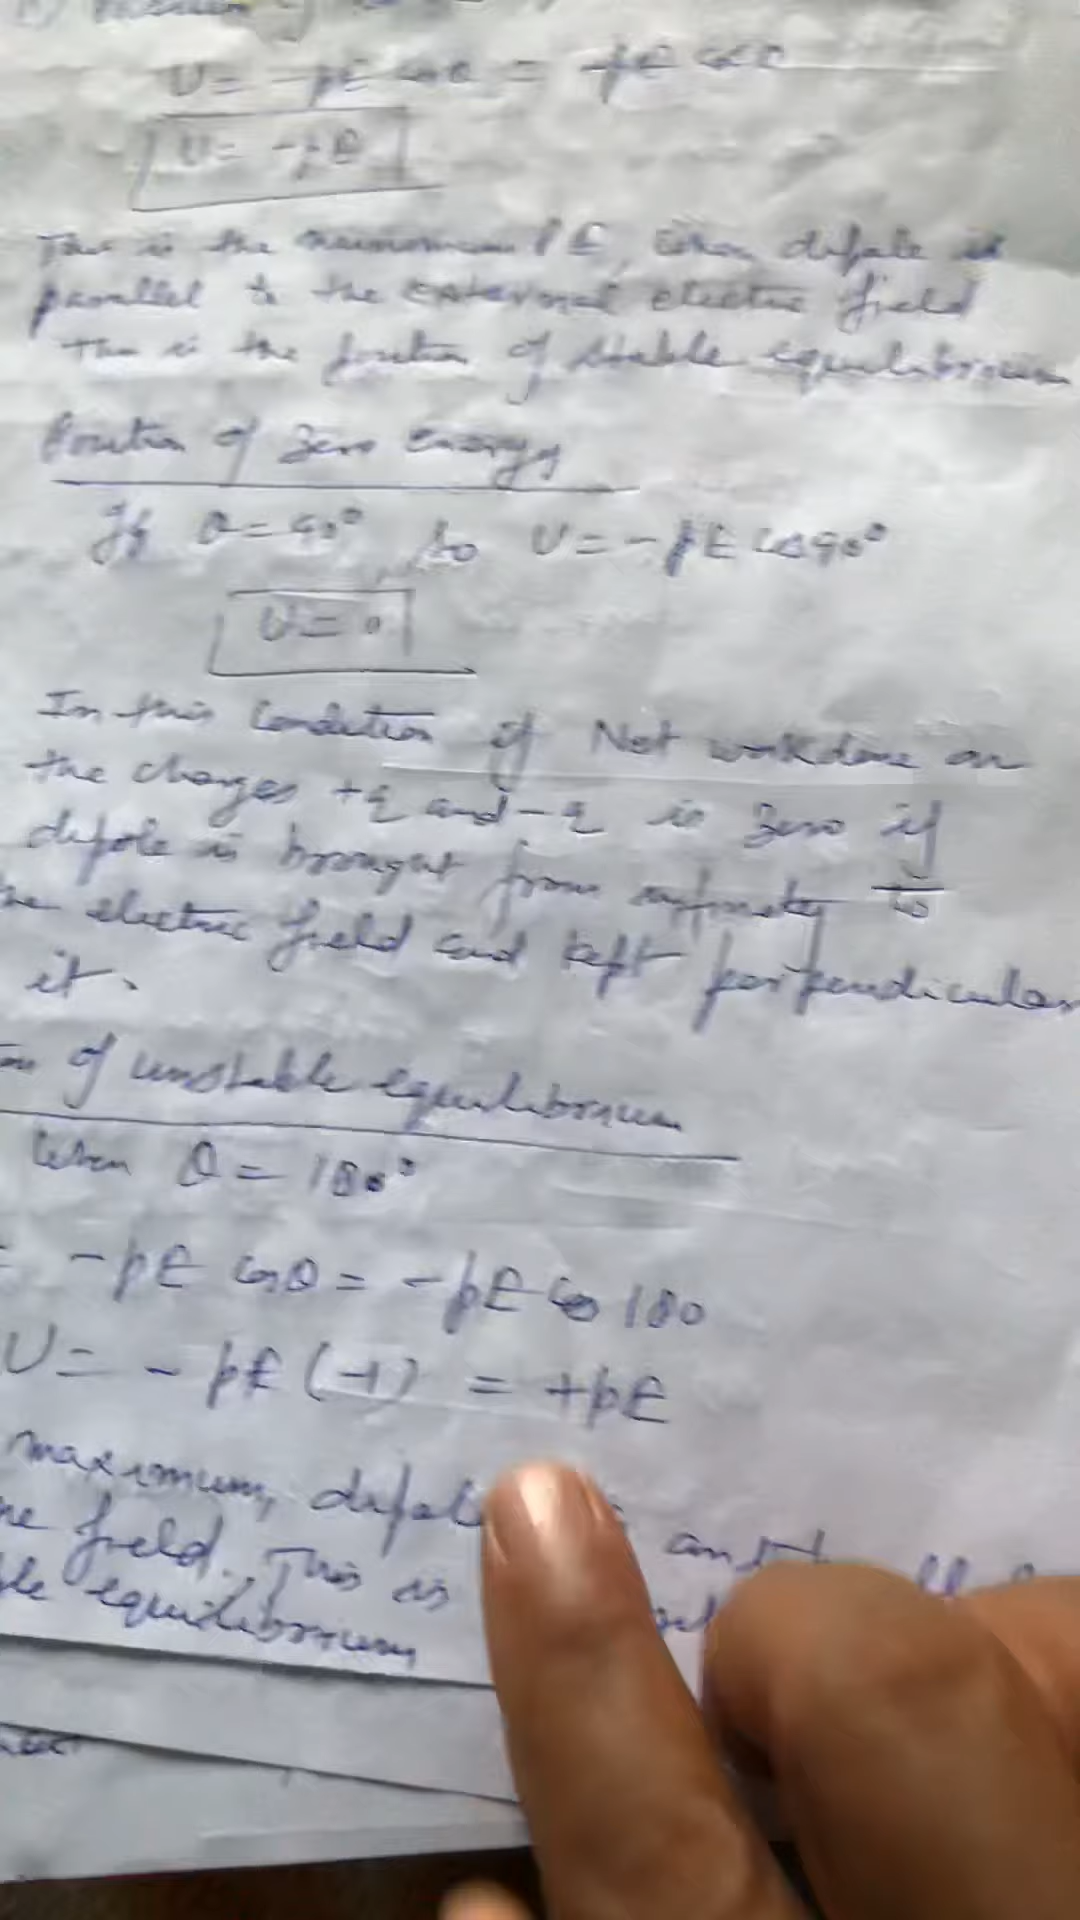 U = -pE cosθ = -pE cos0
U = -pE
This is the minimum P E, when dipole is
parallel to the external electric field
This is the position of stable equilibrium
Position of Zero Energy
If θ = 90° so U = -pE cos90°
U = 0
In this condition of Net workdone on
the charges +q and -q is zero if
dipole is brought from infinity to
electric field and kept perpendicular
it.
of unstable equilibrium
when θ = 180°
= -pE cosθ = -pE cos 180
U = -pE (-1) = +pE
maximum, dipole
field. This is
equilibrium